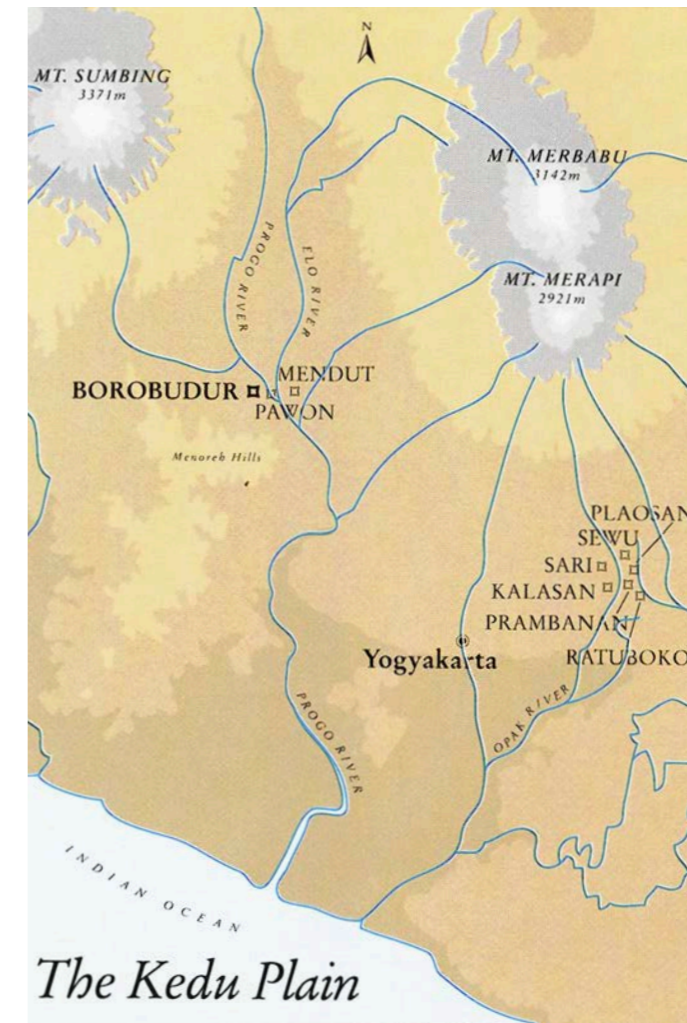 N
MT. SUMBING
3371m
MT. MERBABU
3142m
PROGO RIVER
ELO RIVER
MT. MERAPI
2921m
MENDUT
BOROBUDUR
PAWON
Menoreh Hills
PLAOSAN
SEWU
SARI
KALASAN
PRAMBANAN
Yogyakarta
RATUBOKO
PROGO RIVER
OPAK RIVER
INDIAN OCEAN
The Kedu Plain